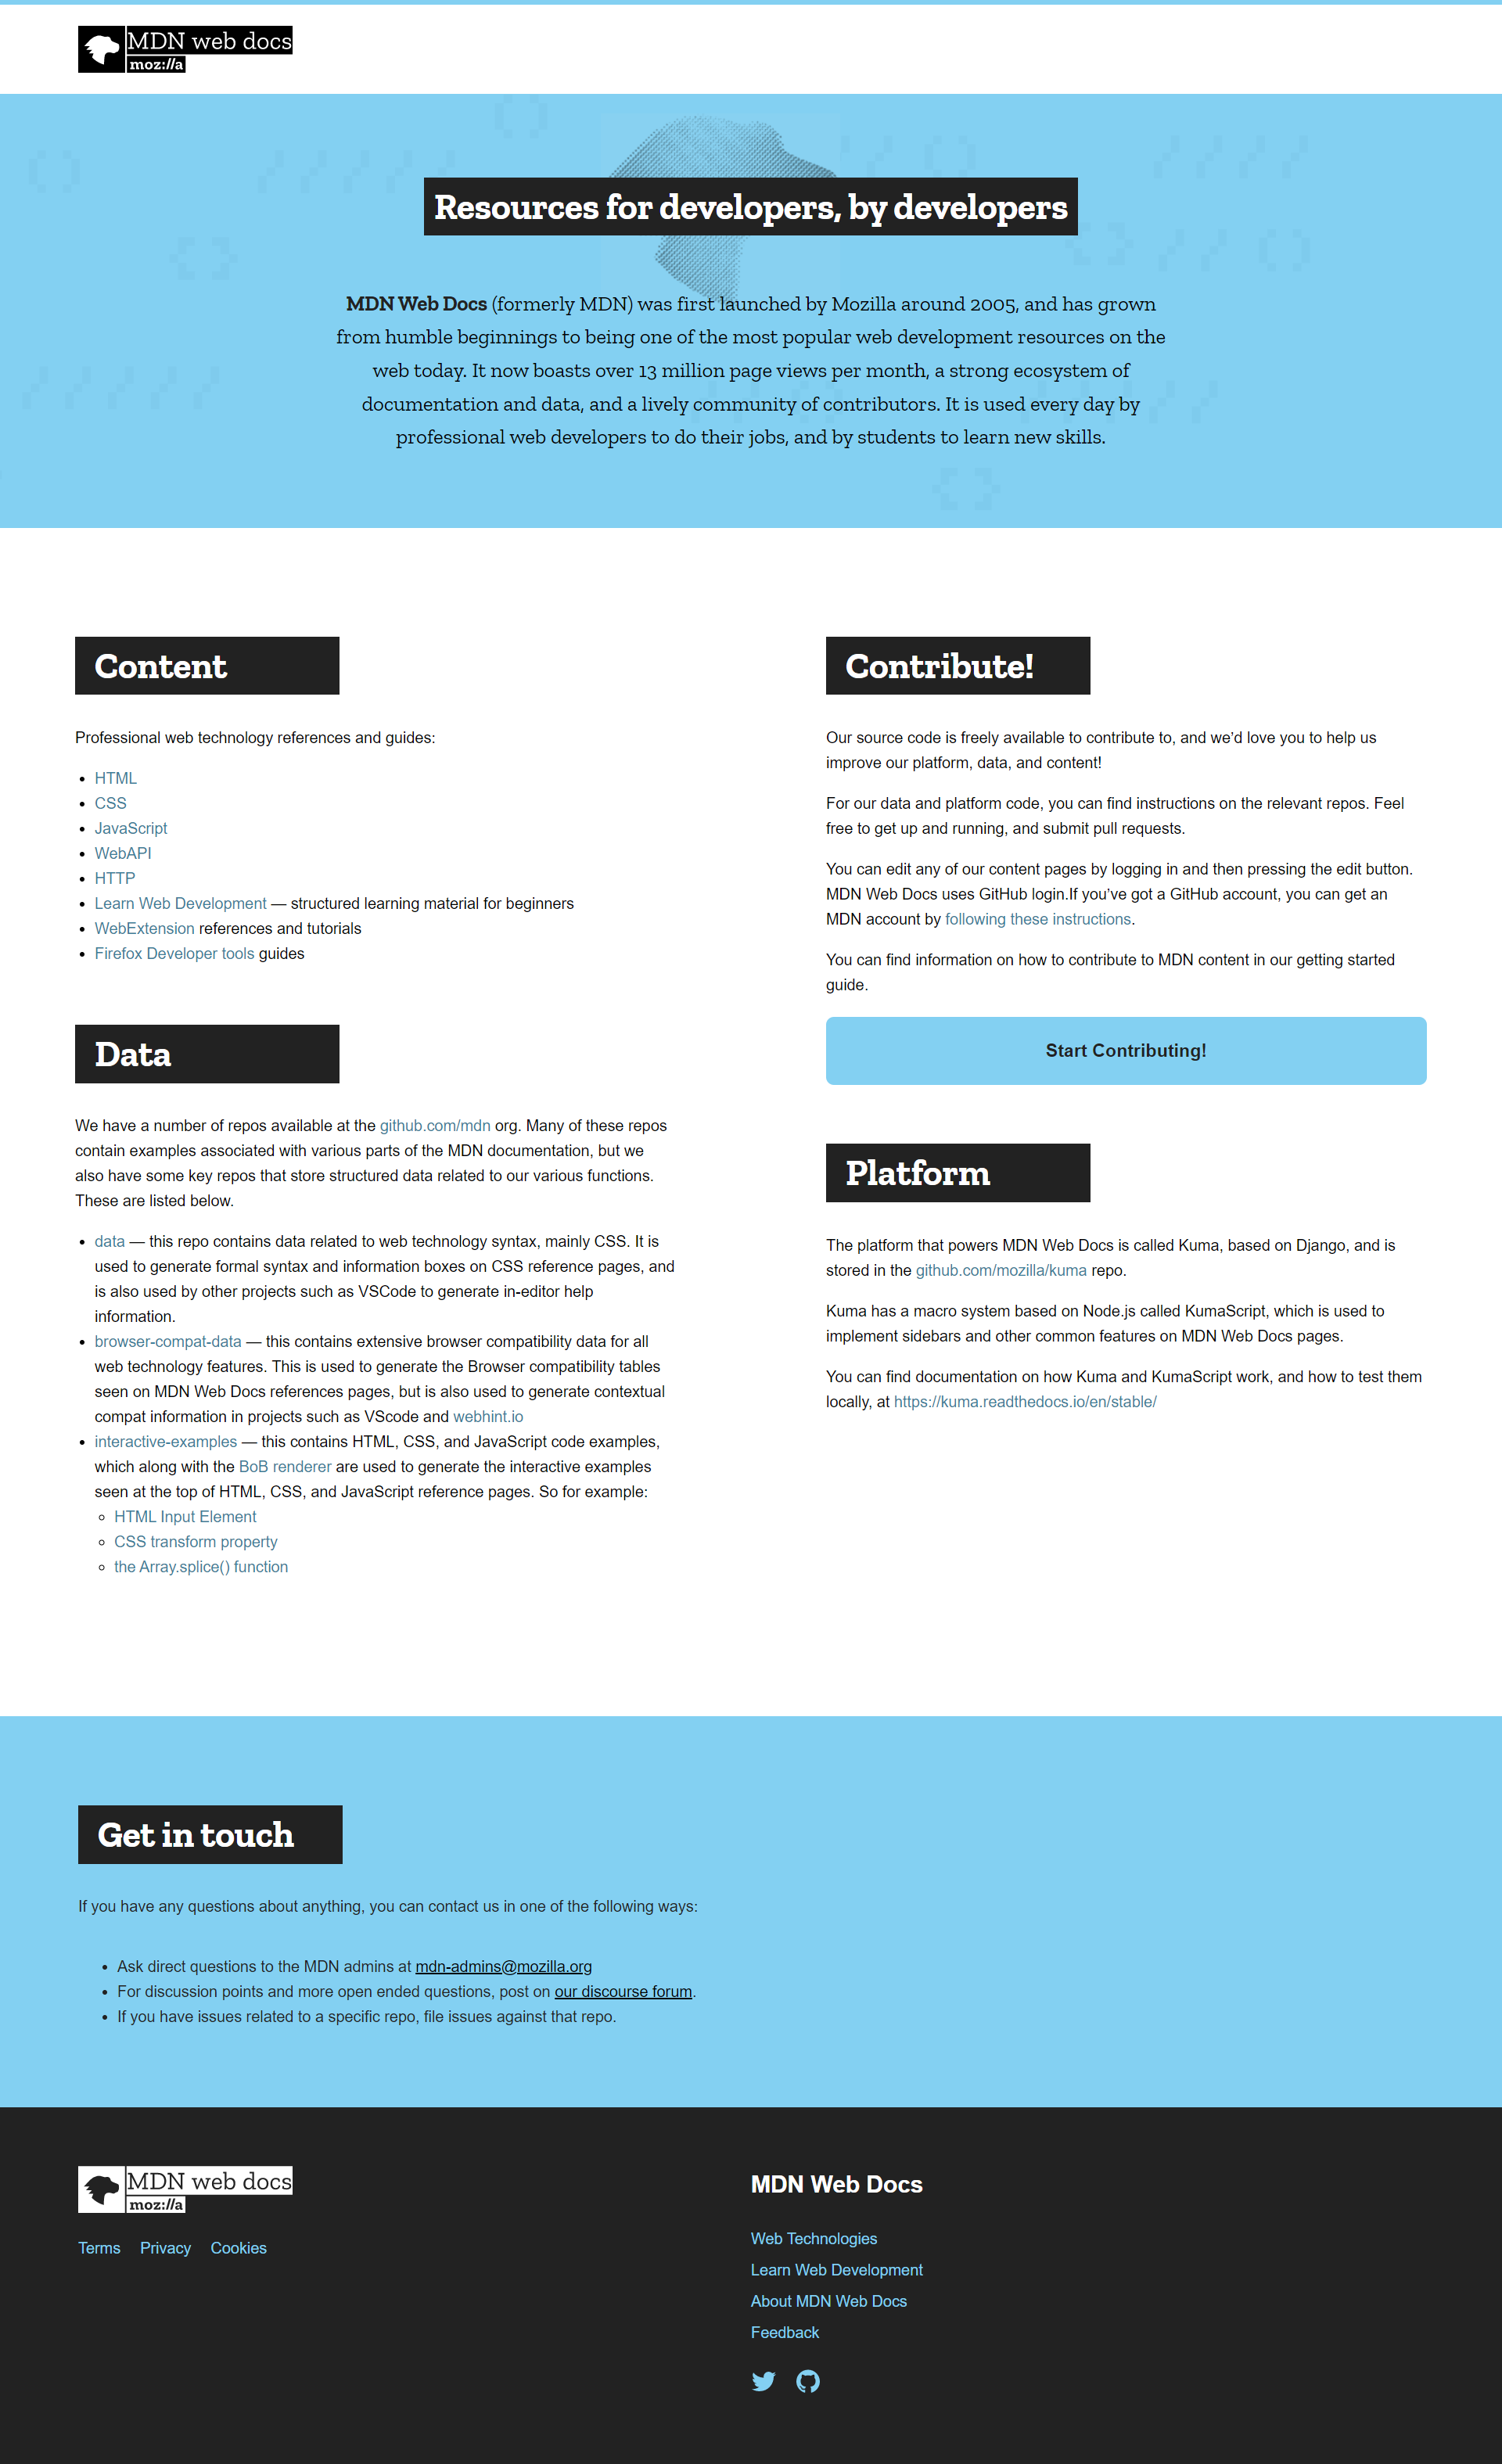 MDN web docs
moz://a
Resources for developers, by developers
MDN Web Docs (formerly MDN) was first launched by Mozilla around 2005, and has grown
from humble beginnings to being one of the most popular web development resources on the
web today. It now boasts over 13 million page views per month, a strong ecosystem of
documentation and data, and a lively community of contributors. It is used every day by
professional web developers to do their jobs, and by students to learn new skills.
Content
Professional web technology references and guides:
• HTML
• CSS
• JavaScript
• WebAPI
• HTTP
• Learn Web Development — structured learning material for beginners
• WebExtension references and tutorials
• Firefox Developer tools guides
Data
We have a number of repos available at the github.com/mdn org. Many of these repos
contain examples associated with various parts of the MDN documentation, but we
also have some key repos that store structured data related to our various functions.
These are listed below.
• data — this repo contains data related to web technology syntax, mainly CSS. It is
used to generate formal syntax and information boxes on CSS reference pages, and
is also used by other projects such as VSCode to generate in-editor help
information.
• browser-compat-data — this contains extensive browser compatibility data for all
web technology features. This is used to generate the Browser compatibility tables
seen on MDN Web Docs references pages, but is also used to generate contextual
compat information in projects such as VScode and webhint.io
• interactive-examples — this contains HTML, CSS, and JavaScript code examples,
which along with the BoB renderer are used to generate the interactive examples
seen at the top of HTML, CSS, and JavaScript reference pages. So for example:
◦ HTML Input Element
◦ CSS transform property
◦ the Array.splice() function
Contribute!
Our source code is freely available to contribute to, and we’d love you to help us
improve our platform, data, and content!
For our data and platform code, you can find instructions on the relevant repos. Feel
free to get up and running, and submit pull requests.
You can edit any of our content pages by logging in and then pressing the edit button.
MDN Web Docs uses GitHub login.If you’ve got a GitHub account, you can get an
MDN account by following these instructions.
You can find information on how to contribute to MDN content in our getting started
guide.
Start Contributing!
Platform
The platform that powers MDN Web Docs is called Kuma, based on Django, and is
stored in the github.com/mozilla/kuma repo.
Kuma has a macro system based on Node.js called KumaScript, which is used to
implement sidebars and other common features on MDN Web Docs pages.
You can find documentation on how Kuma and KumaScript work, and how to test them
locally, at https://kuma.readthedocs.io/en/stable/
Get in touch
If you have any questions about anything, you can contact us in one of the following ways:
• Ask direct questions to the MDN admins at mdn-admins@mozilla.org
• For discussion points and more open ended questions, post on our discourse forum.
• If you have issues related to a specific repo, file issues against that repo.
MDN web docs
moz://a
Terms Privacy Cookies
MDN Web Docs
Web Technologies
Learn Web Development
About MDN Web Docs
Feedback